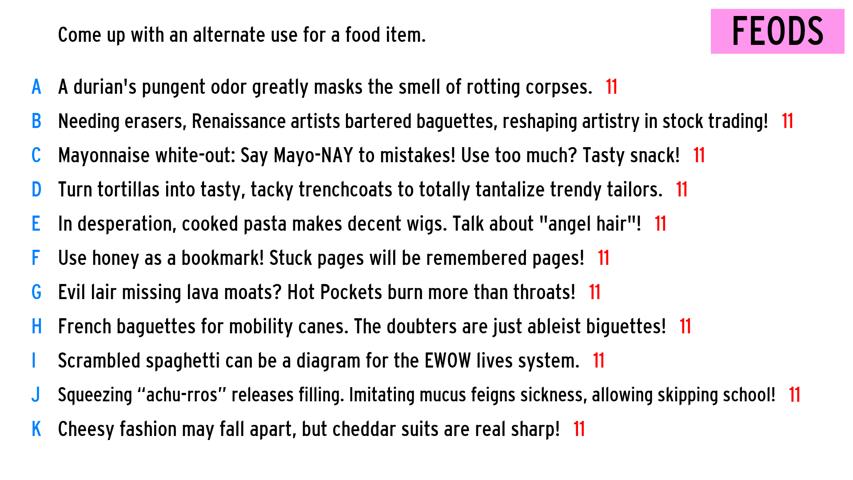 Come up with an alternate use for a food item.
FEODS
A A durian's pungent odor greatly masks the smell of rotting corpses. 11
B Needing erasers, Renaissance artists bartered baguettes, reshaping artistry in stock trading! 11
C Mayonnaise white-out: Say Mayo-NAY to mistakes! Use too much? Tasty snack! 11
D Turn tortillas into tasty, tacky trenchcoats to totally tantalize trendy tailors. 11
E In desperation, cooked pasta makes decent wigs. Talk about "angel hair"! 11
F Use honey as a bookmark! Stuck pages will be remembered pages! 11
G Evil lair missing lava moats? Hot Pockets burn more than throats! 11
H French baguettes for mobility canes. The doubters are just ableist biguettes! 11
I Scrambled spaghetti can be a diagram for the EWOW lives system. 11
J Squeezing “achu-rros” releases filling. Imitating mucus feigns sickness, allowing skipping school! 11
K Cheesy fashion may fall apart, but cheddar suits are real sharp! 11